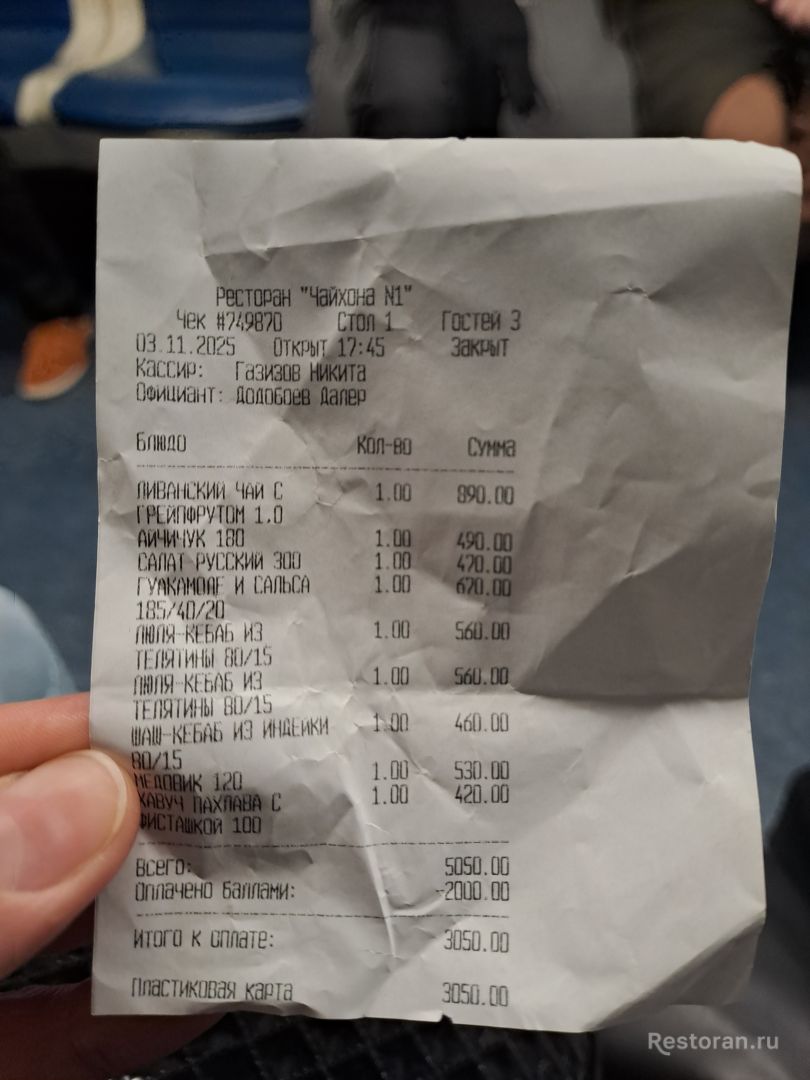 Ресторан "Чайхона N1"
Чек #749870 Стол 1 Гостей 3
03.11.2025 Открыт 17:45 Закрыт
Кассир: Газизов Никита
Официант: Додобоев Далер
Блюдо Кол-во Сумма
ЛИВАНСКИЙ ЧАЙ С 1.00 890.00
ГРЕЙПФРУТОМ 1,0
АЙЧИЧУК 180 1.00 490.00
САЛАТ РУССКИЙ 300 1.00 470.00
ГУАКАМОЛЕ И САЛЬСА 1.00 670.00
185/40/20
ЛЮЛЯ-КЕБАБ ИЗ 1.00 560.00
ТЕЛЯТИНЫ 80/15
ЛЮЛЯ-КЕБАБ ИЗ 1.00 560.00
ТЕЛЯТИНЫ 80/15
ШАШ-КЕБАБ ИЗ ИНДЕЙКИ 1.00 460.00
80/15
МЕДОВИК 120 1.00 530.00
ХАВУЧ ПАХЛАВА С 1.00 420.00
ФИСТАШКОЙ 100
Всего: 5050.00
Оплачено баллами: -2000.00
Итого к оплате: 3050.00
Пластиковая карта 3050.00
Restoran.ru